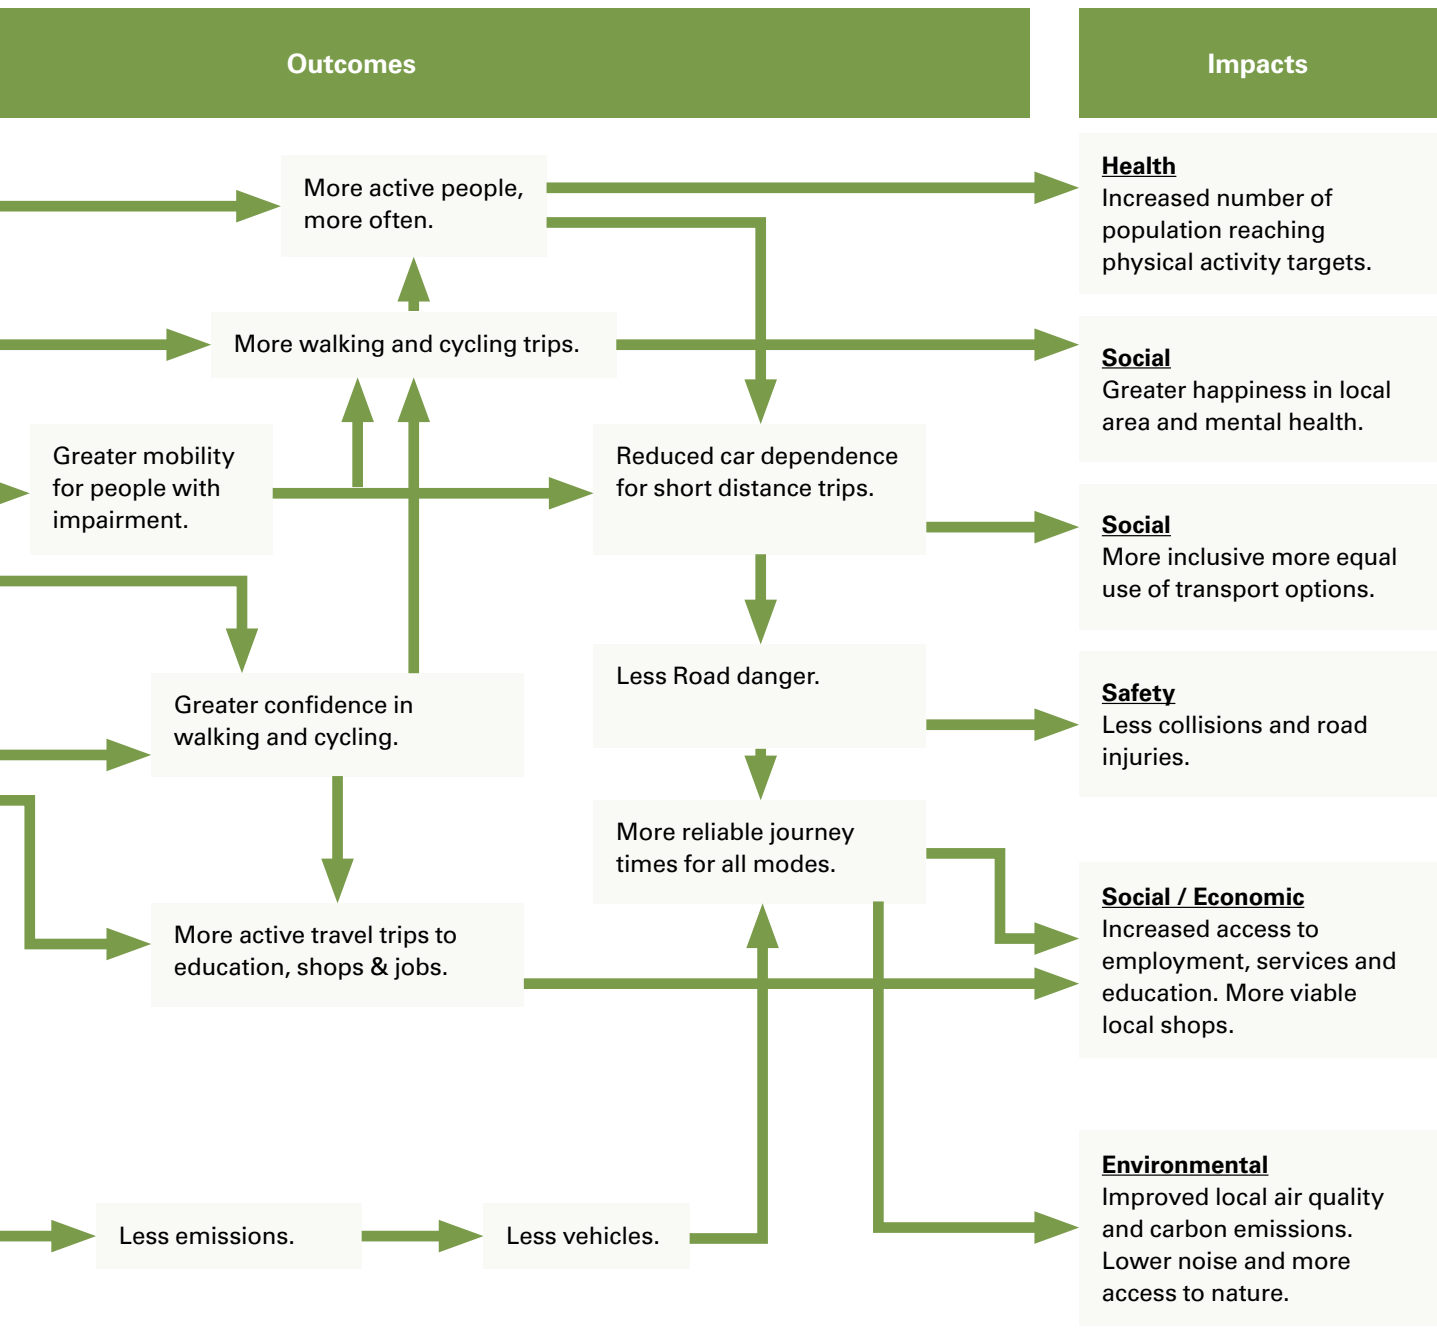 Outcomes
Impacts
More active people,
more often.
Health
Increased number of
population reaching
physical activity targets.
More walking and cycling trips.
Social
Greater happiness in local
area and mental health.
Greater mobility
for people with
impairment.
Reduced car dependence
for short distance trips.
Social
More inclusive more equal
use of transport options.
Greater confidence in
walking and cycling.
Less Road danger.
Safety
Less collisions and road
injuries.
More reliable journey
times for all modes.
More active travel trips to
education, shops & jobs.
Social / Economic
Increased access to
employment, services and
education. More viable
local shops.
Less emissions.
Less vehicles.
Environmental
Improved local air quality
and carbon emissions.
Lower noise and more
access to nature.